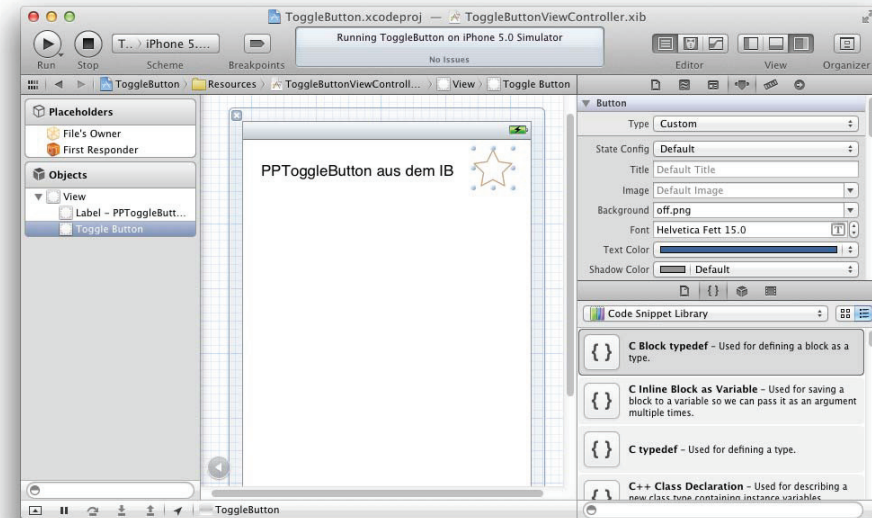 ToggleButton.xcodeproj — ToggleButtonViewController.xib
T... › iPhone 5....
Running ToggleButton on iPhone 5.0 Simulator
No Issues
Run Stop Scheme Breakpoints Editor View Organizer
ToggleButton › Resources › ToggleButtonViewControll... › View › Toggle Button
Placeholders
File's Owner
First Responder
Objects
View
Label – PPToggleButt...
Toggle Button
PPToggleButton aus dem IB
Button
Type Custom
State Config Default
Title Default Title
Image Default Image
Background off.png
Font Helvetica Fett 15.0
Text Color
Shadow Color Default
Code Snippet Library
C Block typedef – Used for defining a block as a
type.
C Inline Block as Variable – Used for saving a
block to a variable so we can pass it as an argument
multiple times.
C typedef – Used for defining a type.
C++ Class Declaration – Used for describing a
new class type containing instance variables
ToggleButton